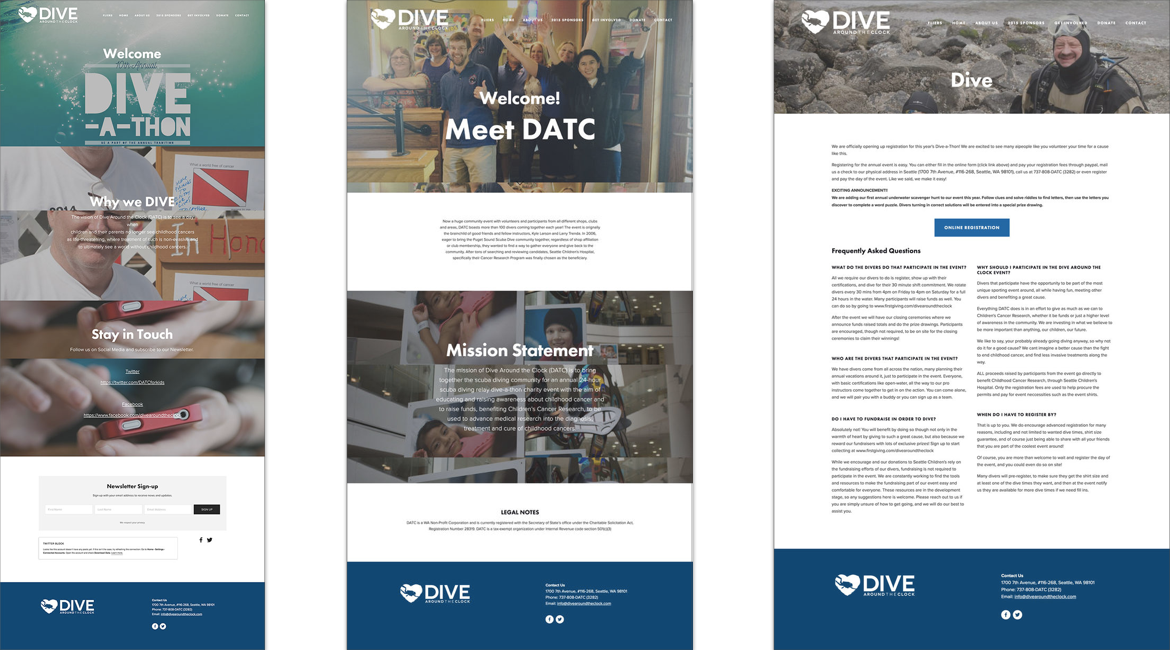 DIVE
AROUND THE CLOCK
HOME ABOUT US 2016 SPONSORS GET INVOLVED DONATE CONTACT
Welcome
DIVE
-A-THON
Why we DIVE
The union of Dive Around the Clock (DATC) is to
children and their parents no longer see childhood cancers
as life-threatening, where treatment of such is non-existent
or ultimately see a world without childhood cancers.
2014
In Honor
Stay in Touch
Follow us on Social Media and subscribe to our Newsletter.
Twitter
https://twitter.com/DATCforkids
Facebook
https://www.facebook.com/divearoundtheclock
Newsletter Sign-up
Sign up with your email address to receive news and updates.
First Name
Last Name
Email Address
SIGN UP
We respect your privacy.
TWITTER BLOCK
DIVE
AROUND THE CLOCK
Contact Us
1700 7th Avenue, #116-268, Seattle, WA 98101
Phone: 737-808-DATC (3282)
Email: info@divearoundtheclock.com
DIVE
AROUND THE CLOCK
HOME ABOUT US 2016 SPONSORS GET INVOLVED DONATE CONTACT
Welcome!
Meet DATC
Now a huge community event with volunteers and participants from all different shops, clubs
and areas, DATC boasts more than 100 divers coming together each year! The event is originally
the brainchild of good friends and fellow instructors, Kyle Larson and Larry Trends. In 2009,
eager to bring the Puget Sound Scuba Dive community together, regardless of shop affiliation
or club membership, they wanted to find a way to gather everyone and give back to the
community. After lots of searching and reviewing candidates, Seattle Children's Hospital,
specifically their Cancer Research Program was finally chosen as the beneficiary.
Mission Statement
The mission of Dive Around the Clock (DATC) is to bring
together the scuba diving community for an annual 24-hour
scuba diving relay dive-a-thon charity event with the aim of
educating and raising awareness about childhood cancer and
to raise funds, benefiting Children's Cancer Research, to be
used to advance medical research into the diagnosis,
treatment and cure of childhood cancers.
LEGAL NOTES
DATC is a WA Non-Profit Corporation and is currently registered with the Secretary of State's office under the Charitable Solicitation Act,
Registration Number 28319. DATC is a tax-exempt organization under Internal Revenue code section 501(c)(3).
DIVE
AROUND THE CLOCK
Contact Us
1700 7th Avenue, #116-268, Seattle, WA 98101
Phone: 737-808-DATC (3282)
Email: info@divearoundtheclock.com
DIVE
AROUND THE CLOCK
HOME ABOUT US 2016 SPONSORS GET INVOLVED DONATE CONTACT
Dive
We are officially opening up registration for this year's Dive-a-Thon! We are excited to see many epeople like you volunteer your time for a cause
like this.
Registering for the annual event is easy. You can either fill in the online form (click link above) and pay your registration fees through paypal, mail
us a check to our physical address in Seattle (1700 7th Avenue, #116-268, Seattle, WA 98101), call us at 737-808-DATC (3282) or even register
and pay the day of the event. Like we said, we make it easy!
EXCITING ANNOUNCEMENT!!
We are adding our first annual underwater scavenger hunt to our event this year. Follow clues and solve riddles to find letters, then use the letters you
discover to complete a word puzzle. Divers turning in correct solutions will be entered into a special prize drawing.
ONLINE REGISTRATION
Frequently Asked Questions
WHAT DO THE DIVERS DO THAT PARTICIPATE IN THE EVENT?
All we require our divers to do is register, show up with their
certifications, and dive for their 30 minute shift commitment. We rotate
divers every 30 mins from 4pm on Friday to 4pm on Saturday for a full
24 hours in the water. Many participants will raise funds as well. You
can do so by going to www.firstgiving.com/divearoundtheclock
After the event we will have our closing ceremonies where we
announce funds raised totals and do the prize drawings. Participants
are encouraged, though not required, to be on site for the closing
ceremonies to claim their winnings!
WHO ARE THE DIVERS THAT PARTICIPATE IN THE EVENT?
We have divers come from all across the nation, many planning their
annual vacations around it, just to participate in the event. Everyone,
with basic certifications like open-water, all the way to our pro
instructors come together to get in on the action. You can come alone,
and we will pair you with a buddy or you can sign up as a team.
DO I HAVE TO FUNDRAISE IN ORDER TO DIVE?
Absolutely not! You will benefit by doing so though not only in the
warmth of heart by giving to such a great cause, but also because we
reward our fundraisers with lots of exclusive prizes! Sign up to start
collecting at www.firstgiving.com/divearoundtheclock
While we encourage and our donations to Seattle Children's rely on
the fundraising efforts of our divers, fundraising is not required to
participate in the event. We are constantly working to find the tools
and resources to make the fundraising part of our event easy and
comfortable for everyone. These resources are in the development
stage, so any suggestions here is welcome. Please reach out to us if
you are simply unsure of how to get going, and we will do our best to
assist you.
WHY SHOULD I PARTICIPATE IN THE DIVE AROUND THE
CLOCK EVENT?
Divers that participate have the opportunity to be part of the most
unique sporting event around, all while having fun, meeting other
divers and benefiting a great cause.
Everything DATC does is in an effort to give as much as we can to
Children's Cancer Research, whether it be funds or just a higher level
of awareness in the community. We are investing in what we believe to
be more important than anything, our children, our future.
We like to say, your probably already going diving anyway, so why not
do it for a good cause? We cant imagine a better cause than the fight
to end childhood cancer, and find less invasive treatments along the
way.
ALL proceeds raised by participants from the event go directly to
benefit Childhood Cancer Research, through Seattle Children's
Hospital. Only the registration fees are used to help procure the
permits and pay for event necessities such as the event shirts.
WHEN DO I HAVE TO REGISTER BY?
That is up to you. We do encourage advanced registration for many
reasons, including and not limited to wanted dive times, shirt size
guarantee, and of course just being able to share with all your friends
that you are part of the coolest event around!
Of course, you are more than welcome to wait and register the day of
the event, and you could even do so on site!
Many divers will pre-register, to make sure they get the shirt size and
at least one of the dive times they want, and then at the event notify
us they are available for more dive times if we need fill ins.
DIVE
AROUND THE CLOCK
Contact Us
1700 7th Avenue, #116-268, Seattle, WA 98101
Phone: 737-808-DATC (3282)
Email: info@divearoundtheclock.com